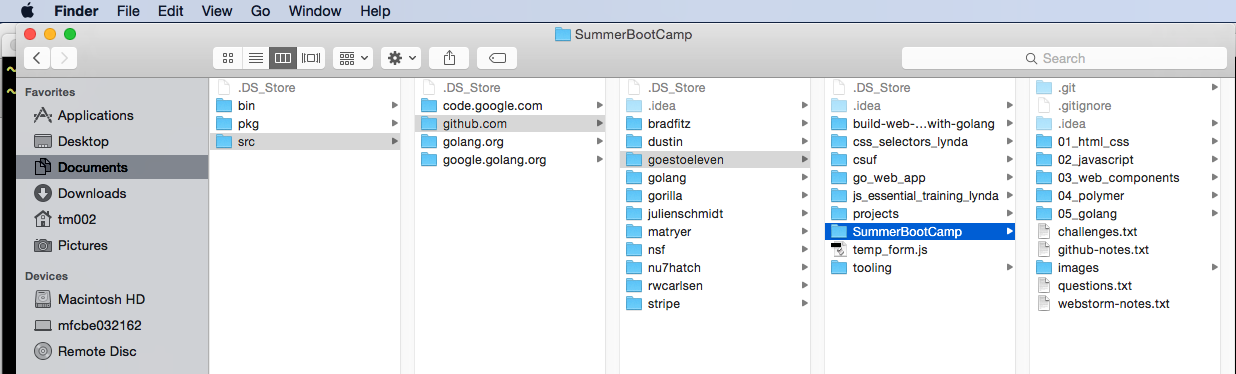 Finder File Edit View Go Window Help
SummerBootCamp
Search
Favorites
Applications
Desktop
Documents
Downloads
tm002
Pictures
Devices
Macintosh HD
mfcbe032162
Remote Disc
.DS_Store
bin
pkg
src
.DS_Store
code.google.com
github.com
golang.org
google.golang.org
.DS_Store
.idea
bradfitz
dustin
goestoeleven
golang
gorilla
julienschmidt
matryer
nsf
nu7hatch
rwcarlsen
stripe
.DS_Store
.idea
build-web-...with-golang
css_selectors_lynda
csuf
go_web_app
js_essential_training_lynda
projects
SummerBootCamp
temp_form.js
tooling
.git
.gitignore
.idea
01_html_css
02_javascript
03_web_components
04_polymer
05_golang
challenges.txt
github-notes.txt
images
questions.txt
webstorm-notes.txt